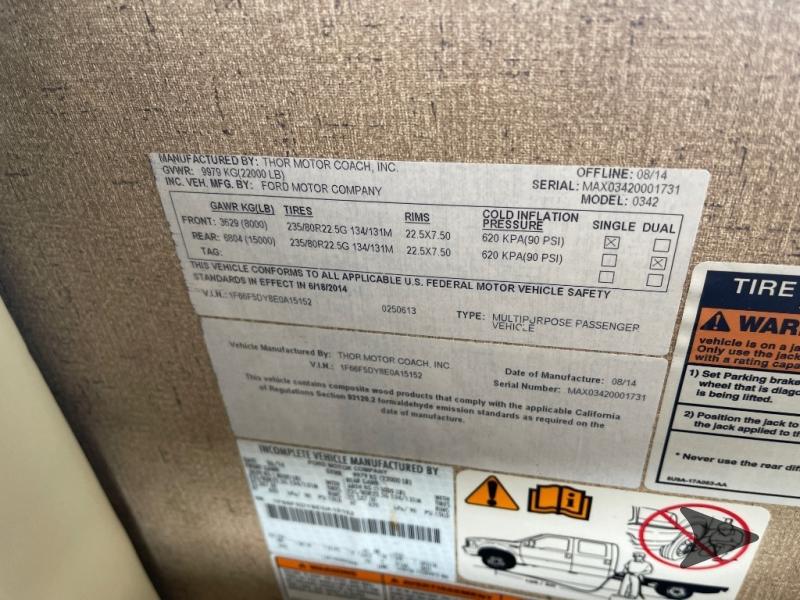 MANUFACTURED BY: THOR MOTOR COACH, INC.
GVWR: 9979 KG(22000 LB)
INC. VEH. MFG. BY: FORD MOTOR COMPANY
OFFLINE: 08/14
SERIAL: MAX03420001731
MODEL: 0342
GAWR KG(LB) TIRES RIMS COLD INFLATION PRESSURE SINGLE DUAL
FRONT: 3629 (8000) 235/80R22.5G 134/131M 22.5X7.50 620 KPA(90 PSI)
REAR: 6804 (15000) 235/80R22.5G 134/131M 22.5X7.50 620 KPA(90 PSI)
TAG:
THIS VEHICLE CONFORMS TO ALL APPLICABLE U.S. FEDERAL MOTOR VEHICLE SAFETY
STANDARDS IN EFFECT IN 6/18/2014
V.I.N.: 1F66F5DY8E0A15152 0250613 TYPE: MULTIPURPOSE PASSENGER
VEHICLE
Vehicle Manufactured By: THOR MOTOR COACH, INC.
V.I.N.: 1F66F5DY8E0A15152
Date of Manufacture: 08/14
Serial Number: MAX03420001731
This vehicle contains composite wood products that comply with the applicable California
of Regulations Section 93120.2 formaldehyde emission standards as required on the
date of manufacture.
INCOMPLETE VEHICLE MANUFACTURED BY
FORD MOTOR COMPANY
TIRE
WAR
vehicle is on a ja
Only use the jack
with a rating capa
1) Set Parking brake
wheel that is diago
is being lifted.
2) Position the jack to
the jack applied to t
* Never use the rear dif